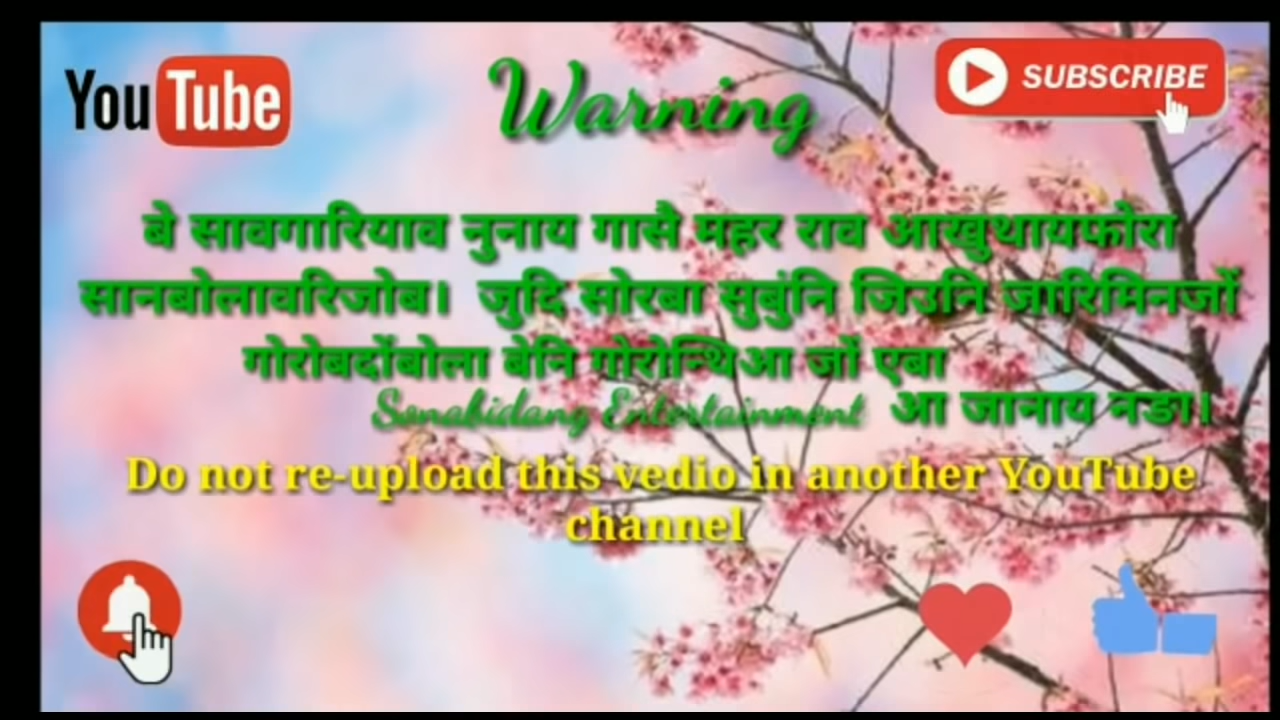 YouTube
Warning
SUBSCRIBE
बे सावगारियाव नुनाय गासै महर राव आखुथायफोरा
सानबोलावरिजोब। जुदि सोरबा सुबुंनि जिउनि जारिमिनजों
गोरोबदोंबोला बेनि गोरोन्थिआ जों एबा
Sonabidang Entertainment आ जानाय नङा।
Do not re-upload this vedio in another YouTube
channel